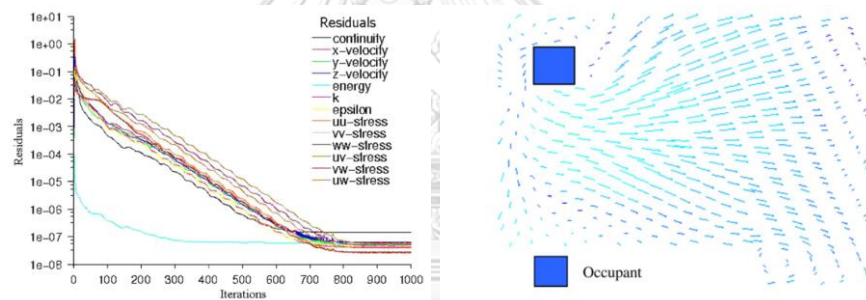 Residuals
continuity
x-velocity
y-velocity
z-velocity
energy
k
epsilon
uu-stress
vv-stress
ww-stress
uv-stress
vw-stress
uw-stress
1e+01
1e+00
1e-01
1e-02
1e-03
1e-04
1e-05
1e-06
1e-07
1e-08
Residuals
0 100 200 300 400 500 600 700 800 900 1000
Iterations
Occupant